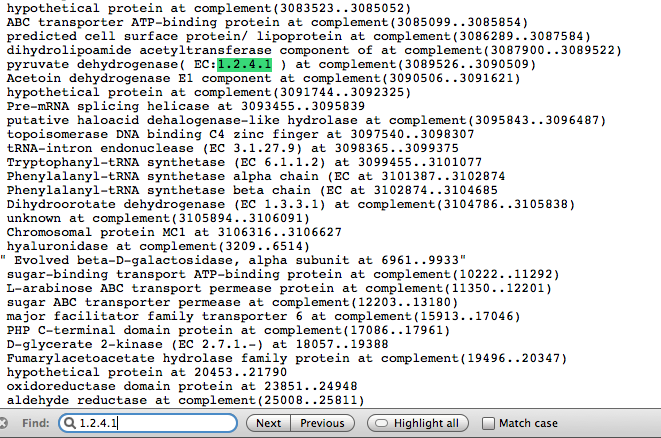 hypothetical protein at complement(3083523..3085052)
ABC transporter ATP-binding protein at complement(3085099..3085854)
predicted cell surface protein/ lipoprotein at complement(3086289..3087584)
dihydrolipoamide acetyltransferase component of at complement(3087900..3089522)
pyruvate dehydrogenase( EC:1.2.4.1 ) at complement(3089526..3090509)
Acetoin dehydrogenase E1 component at complement(3090506..3091621)
hypothetical protein at complement(3091744..3092325)
Pre-mRNA splicing helicase at 3093455..3095839
putative haloacid dehalogenase-like hydrolase at complement(3095843..3096487)
topoisomerase DNA binding C4 zinc finger at 3097540..3098307
tRNA-intron endonuclease (EC 3.1.27.9) at 3098365..3099375
Tryptophanyl-tRNA synthetase (EC 6.1.1.2) at 3099455..3101077
Phenylalanyl-tRNA synthetase alpha chain (EC at 3101387..3102874
Phenylalanyl-tRNA synthetase beta chain (EC at 3102874..3104685
Dihydroorotate dehydrogenase (EC 1.3.3.1) at complement(3104786..3105838)
unknown at complement(3105894..3106091)
Chromosomal protein MC1 at 3106316..3106627
hyaluronidase at complement(3209..6514)
" Evolved beta-D-galactosidase, alpha subunit at 6961..9933"
sugar-binding transport ATP-binding protein at complement(10222..11292)
L-arabinose ABC transport permease protein at complement(11350..12201)
sugar ABC transporter permease at complement(12203..13180)
major facilitator family transporter 6 at complement(15913..17046)
PHP C-terminal domain protein at complement(17086..17961)
D-glycerate 2-kinase (EC 2.7.1.-) at 18057..19388
Fumarylacetoacetate hydrolase family protein at complement(19496..20347)
hypothetical protein at 20453..21790
oxidoreductase domain protein at 23851..24948
aldehyde reductase at complement(25008..25811)
Find: 1.2.4.1 Next Previous Highlight all Match case